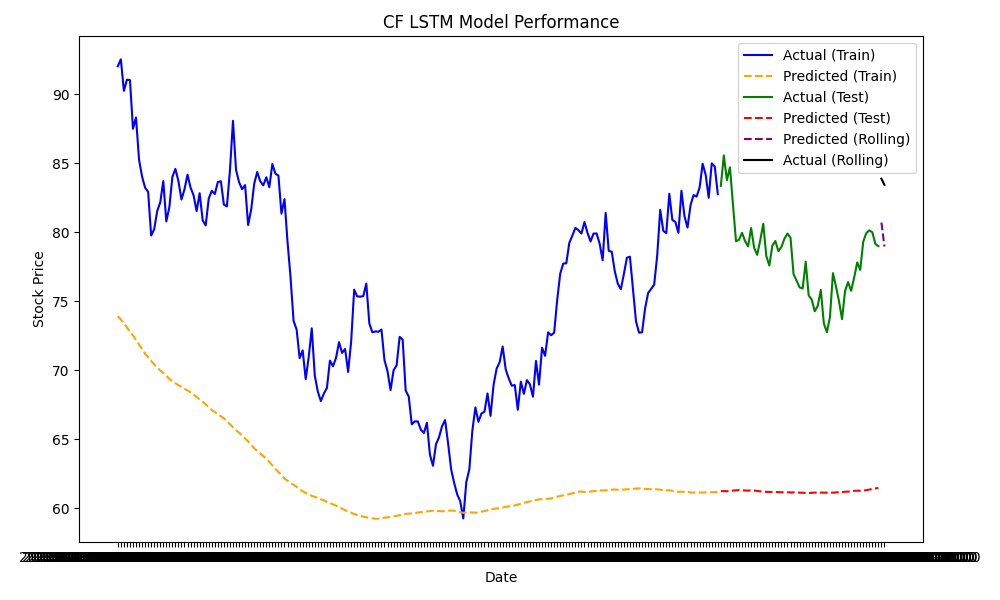 CF LSTM Model Performance
Actual (Train)
Predicted (Train)
Actual (Test)
Predicted (Test)
Predicted (Rolling)
Actual (Rolling)
Stock Price
90
85
80
75
70
65
60
Date